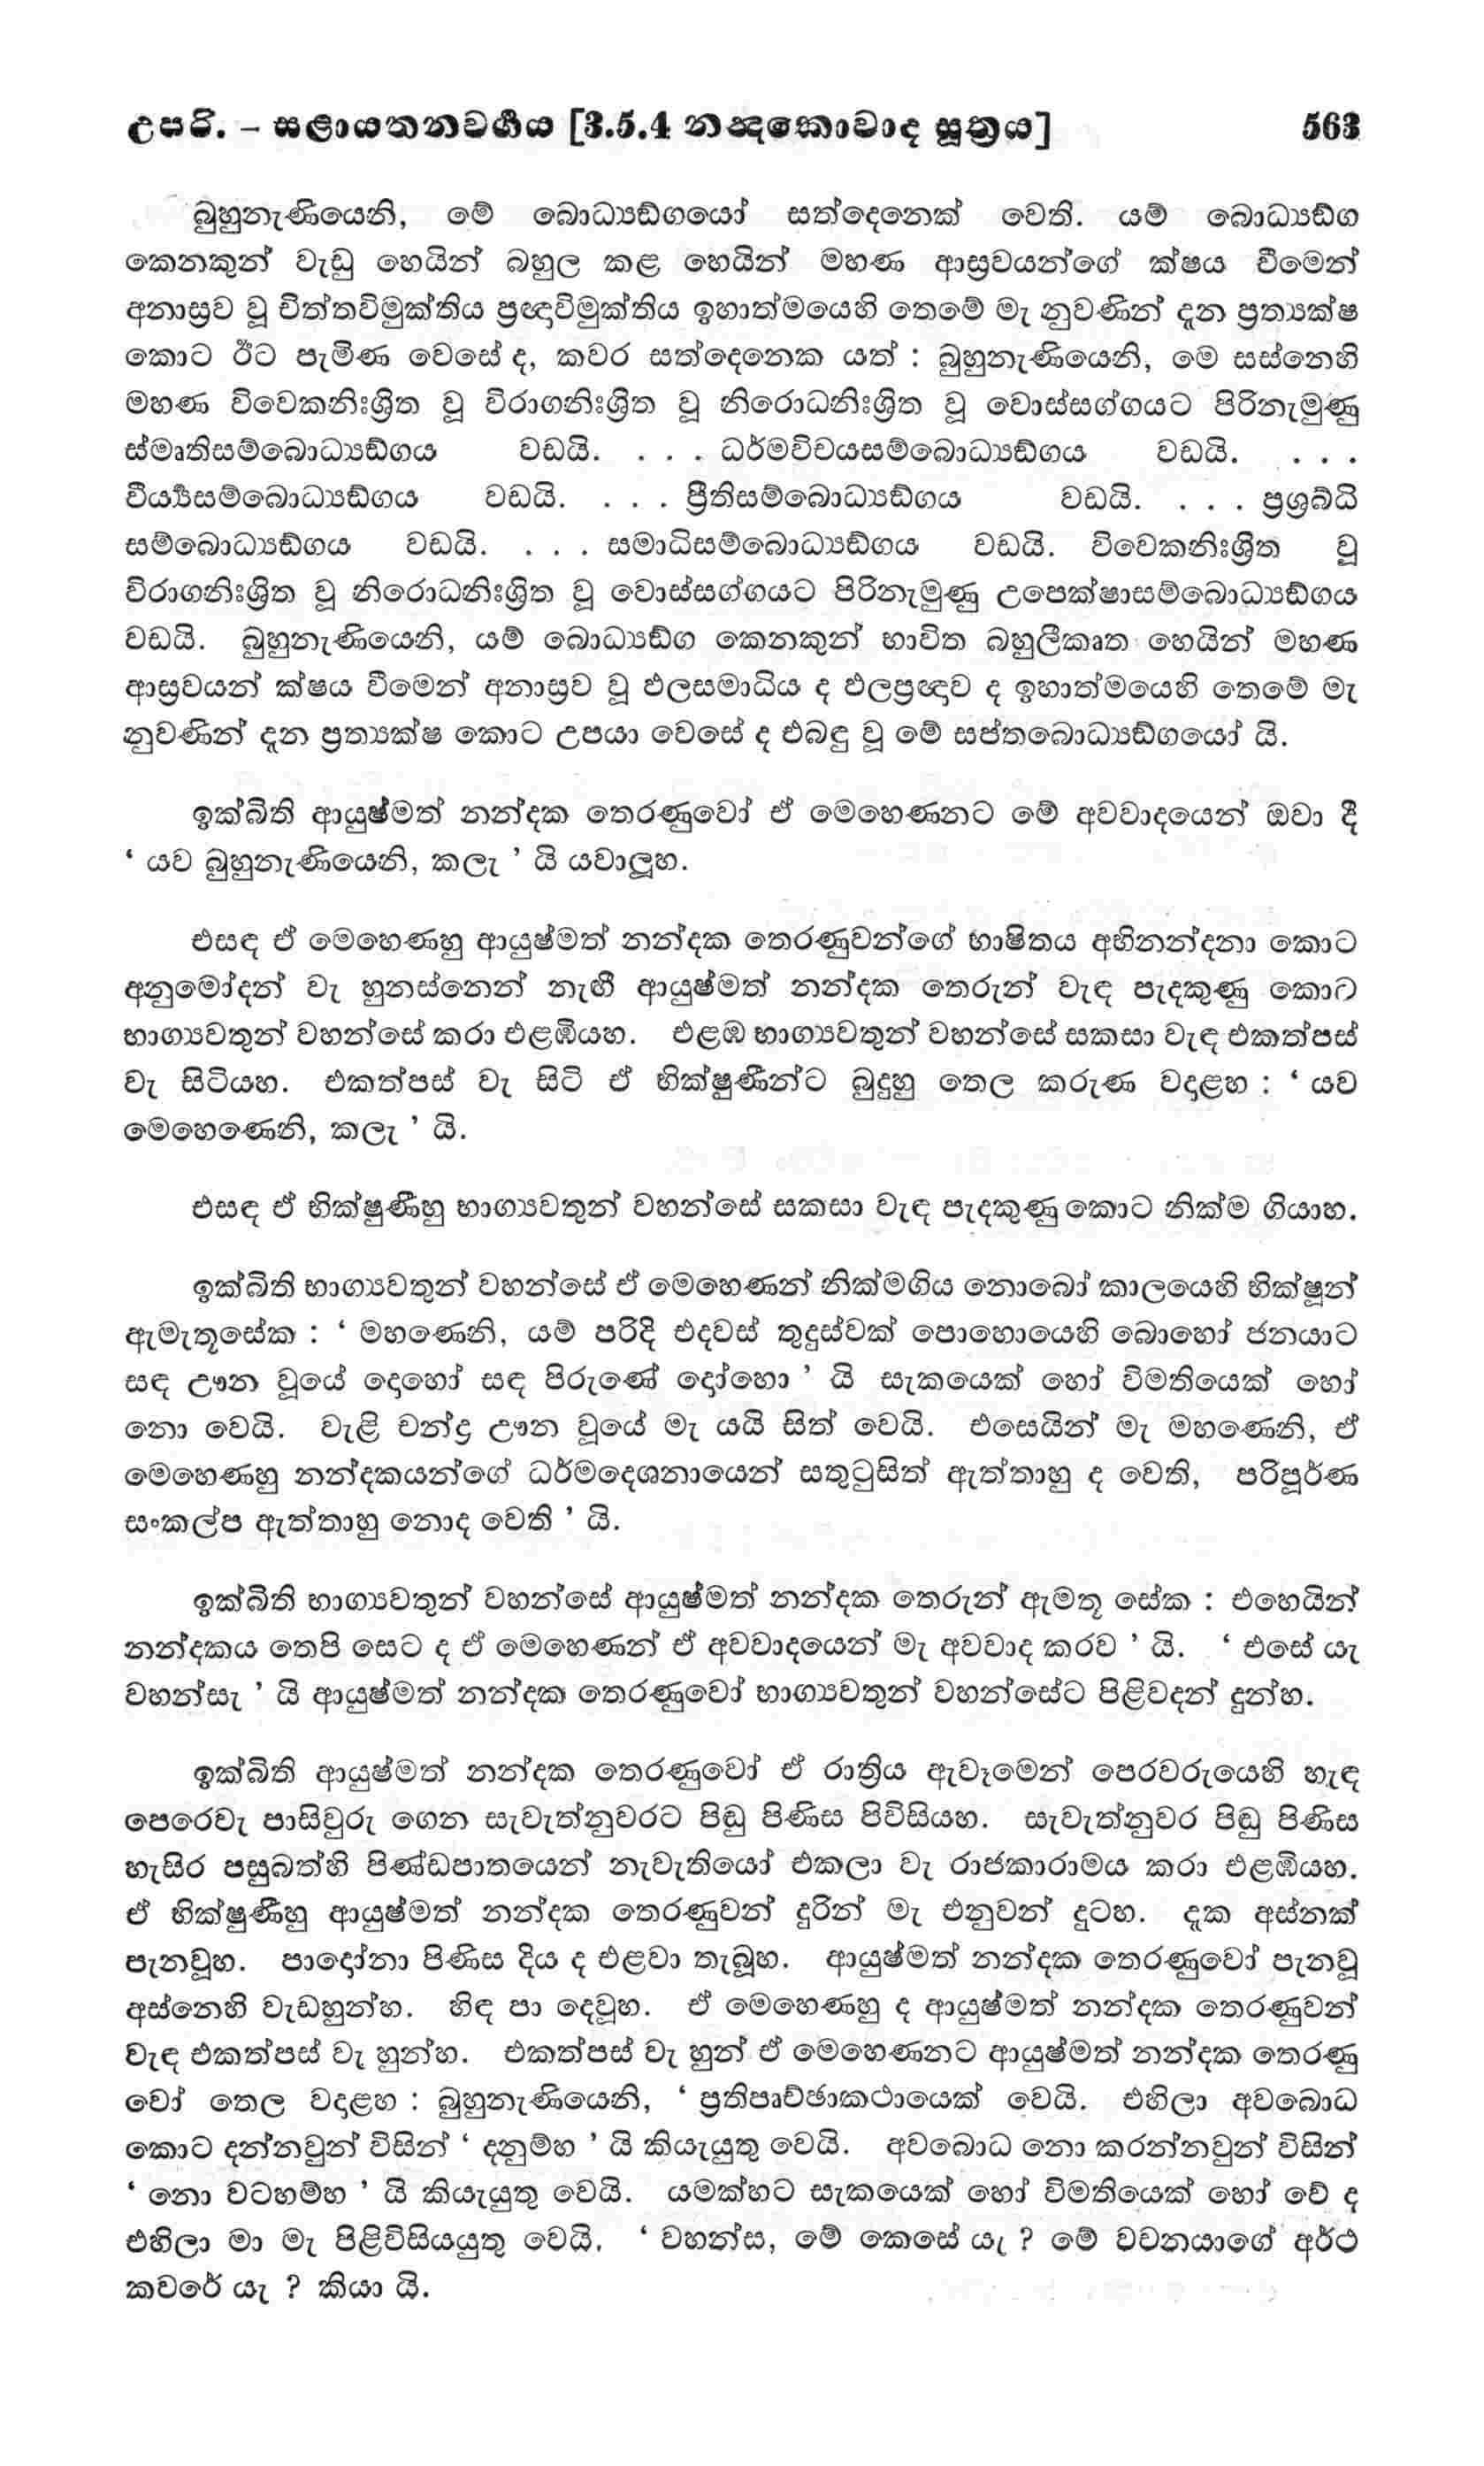 උපරි. – සළායතනවර්‍ගය [3.5.4 නන්‍දකොවාද සූත්‍රය] 563
බුහුනැණියෙනි, මේ බොධ්‍යඞ්ගයෝ සත්දෙනෙක් වෙති. යම් බොධ්‍යඞ්ග
කෙනකුන් වැඩූ හෙයින් බහුල කළ හෙයින් මහණ ආස්‍රවයන්ගේ ක්ෂය වීමෙන්
අනාස්‍රව වූ චිත්තවිමුක්තිය ප්‍රඥාවිමුක්තිය ඉහාත්මයෙහි තෙමේ මැ නුවණින් දැන ප්‍රත්‍යක්ෂ
කොට ඊට පැමිණ වෙසේ ද, කවර සත්දෙනෙක යත් : බුහුනැණියෙනි, මෙ සස්නෙහි
මහණ විවෙකනිඃශ්‍රිත වූ විරාගනිඃශ්‍රිත වූ නිරොධනිඃශ්‍රිත වූ වොස්සග්ගයට පිරිනැමුණු
ස්මෘතිසම්බොධ්‍යඞ්ගය වඩයි. . . . ධර්මවිචයසම්බොධ්‍යඞ්ගය වඩයි. . . .
වීර්‍ය්‍යසම්බොධ්‍යඞ්ගය වඩයි. . . . ප්‍රීතිසම්බොධ්‍යඞ්ගය වඩයි. . . . ප්‍රශ්‍රබ්ධි
සම්බොධ්‍යඞ්ගය වඩයි. . . . සමාධිසම්බොධ්‍යඞ්ගය වඩයි. විවෙකනිඃශ්‍රිත වූ
විරාගනිඃශ්‍රිත වූ නිරොධනිඃශ්‍රිත වූ වොස්සග්ගයට පිරිනැමුණු උපෙක්ෂාසම්බොධ්‍යඞ්ගය
වඩයි. බුහුනැණියෙනි, යම් බොධ්‍යඞ්ග කෙනකුන් භාවිත බහුලීකෘත හෙයින් මහණ
ආස්‍රවයන් ක්ෂය වීමෙන් අනාස්‍රව වූ ඵලසමාධිය ද ඵලප්‍රඥාව ද ඉහාත්මයෙහි තෙමේ මැ
නුවණින් දැන ප්‍රත්‍යක්ෂ කොට උපයා වෙසේ ද එබඳු වූ මේ සප්තබොධ්‍යඞ්ගයෝ යි.
ඉක්බිති ආයුෂ්මත් නන්දක තෙරණුවෝ ඒ මෙහෙණනට මේ අවවාදයෙන් ඔවා දී
‘ යව බුහුනැණියෙනි, කලැ ’ යි යවාලූහ.
එසඳ ඒ මෙහෙණහු ආයුෂ්මත් නන්දක තෙරණුවන්ගේ භාෂිතය අභිනන්දනා කොට
අනුමෝදන් වැ හුනස්නෙන් නැඟී ආයුෂ්මත් නන්දක තෙරුන් වැඳ පැදකුණු කොට
භාග්‍යවතුන් වහන්සේ කරා එළඹියහ. එළඹ භාග්‍යවතුන් වහන්සේ සකසා වැඳ එකත්පස්
වැ සිටියහ. එකත්පස් වැ සිටි ඒ භික්ෂුණීන්ට බුදුහු තෙල කරුණ වදාළහ : ‘ යව
මෙහෙණෙනි, කලැ ’ යි.
එසඳ ඒ භික්ෂුණීහු භාග්‍යවතුන් වහන්සේ සකසා වැඳ පැදකුණු කොට නික්ම ගියාහ.
ඉක්බිති භාග්‍යවතුන් වහන්සේ ඒ මෙහෙණන් නික්මගිය නොබෝ කාලයෙහි භික්ෂූන්
ඇමැතූසේක : ‘ මහණෙනි, යම් පරිදි එදවස් තුදුස්වක් පොහොයෙහි බොහෝ ජනයාට
සඳ ඌන වූයේ දොහෝ සඳ පිරුණේ දෝහො ’ යි සැකයෙක් හෝ විමතියෙක් හෝ
නො වෙයි. වැළි චන්ද්‍ර ඌන වූයේ මැ යයි සිත් වෙයි. එසෙයින් මැ මහණෙනි, ඒ
මෙහෙණහු නන්දකයන්ගේ ධර්මදෙශනායෙන් සතුටුසිත් ඇත්තාහු ද වෙති, පරිපූර්ණ
සංකල්ප ඇත්තාහු නොද වෙති ’ යි.
ඉක්බිති භාග්‍යවතුන් වහන්සේ ආයුෂ්මත් නන්දක තෙරුන් ඇමතූ සේක : එහෙයින්
නන්දකය තෙපි සෙට ද ඒ මෙහෙණන් ඒ අවවාදයෙන් මැ අවවාද කරව ’ යි. ‘ එසේ යැ
වහන්සැ ’ යි ආයුෂ්මත් නන්දක තෙරණුවෝ භාග්‍යවතුන් වහන්සේට පිළිවදන් දුන්හ.
ඉක්බිති ආයුෂ්මත් නන්දක තෙරණුවෝ ඒ රාත්‍රිය ඇවෑමෙන් පෙරවරුයෙහි හැඳ
පෙරෙවැ පාසිවුරු ගෙන සැවැත්නුවරට පිඬු පිණිස පිවිසියහ. සැවැත්නුවර පිඬු පිණිස
හැසිර පසුබත්හි පිණ්ඩපාතයෙන් නැවැතියෝ එකලා වැ රාජකාරාමය කරා එළඹියහ.
ඒ භික්ෂුණීහු ආයුෂ්මත් නන්දක තෙරණුවන් දුරින් මැ එනුවන් දුටහ. දැක අස්නක්
පැනවූහ. පාදෝනා පිණිස දිය ද එළවා තැබූහ. ආයුෂ්මත් නන්දක තෙරණුවෝ පැනවූ
අස්නෙහි වැඩහුන්හ. හිඳ පා දෙවූහ. ඒ මෙහෙණහු ද ආයුෂ්මත් නන්දක තෙරණුවන්
වැඳ එකත්පස් වැ හුන්හ. එකත්පස් වැ හුන් ඒ මෙහෙණනට ආයුෂ්මත් නන්දක තෙරණු
වෝ තෙල වදාළහ : බුහුනැණියෙනි, ‘ ප්‍රතිපෘච්ඡාකථායෙක් වෙයි. එහිලා අවබොධ
කොට දන්නවුන් විසින් ‘ දනුම්හ ’ යි කියැයුතු වෙයි. අවබොධ නො කරන්නවුන් විසින්
‘ නො වටහම්හ ’ යි කියැයුතු වෙයි. යමක්හට සැකයෙක් හෝ විමතියෙක් හෝ වේ ද
එහිලා මා මැ පිළිවිසියයුතු වෙයි. ‘ වහන්ස, මේ කෙසේ යැ ? මේ වචනයාගේ අර්ථ
කවරේ යැ ? කියා යි.